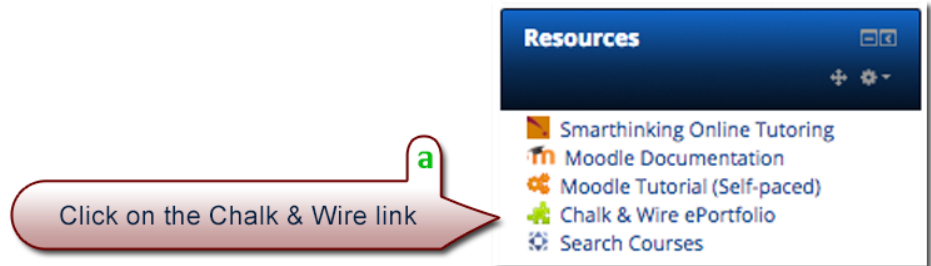 Resources
Smarthinking Online Tutoring
Moodle Documentation
Moodle Tutorial (Self-paced)
Chalk & Wire ePortfolio
Search Courses
a
Click on the Chalk & Wire link